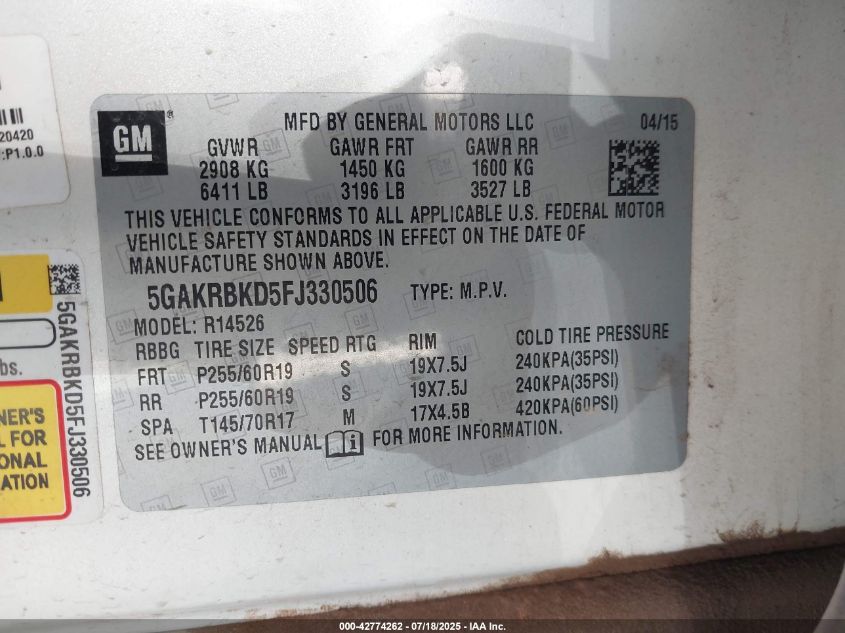 20420
:P1.0.0
5GAKRBKD5FJ330506
bs.
NER'S
L FOR
ONAL
ATION
GM
MFD BY GENERAL MOTORS LLC 04/15
GVWR GAWR FRT GAWR RR
2908 KG 1450 KG 1600 KG
6411 LB 3196 LB 3527 LB
THIS VEHICLE CONFORMS TO ALL APPLICABLE U.S. FEDERAL MOTOR
VEHICLE SAFETY STANDARDS IN EFFECT ON THE DATE OF
MANUFACTURE SHOWN ABOVE.
5GAKRBKD5FJ330506 TYPE: M.P.V.
MODEL: R14526
RBBG TIRE SIZE SPEED RTG RIM COLD TIRE PRESSURE
FRT P255/60R19 S 19X7.5J 240KPA(35PSI)
RR P255/60R19 S 19X7.5J 240KPA(35PSI)
SPA T145/70R17 M 17X4.5B 420KPA(60PSI)
SEE OWNER'S MANUAL FOR MORE INFORMATION.
000-42774262 - 07/18/2025 - IAA Inc.